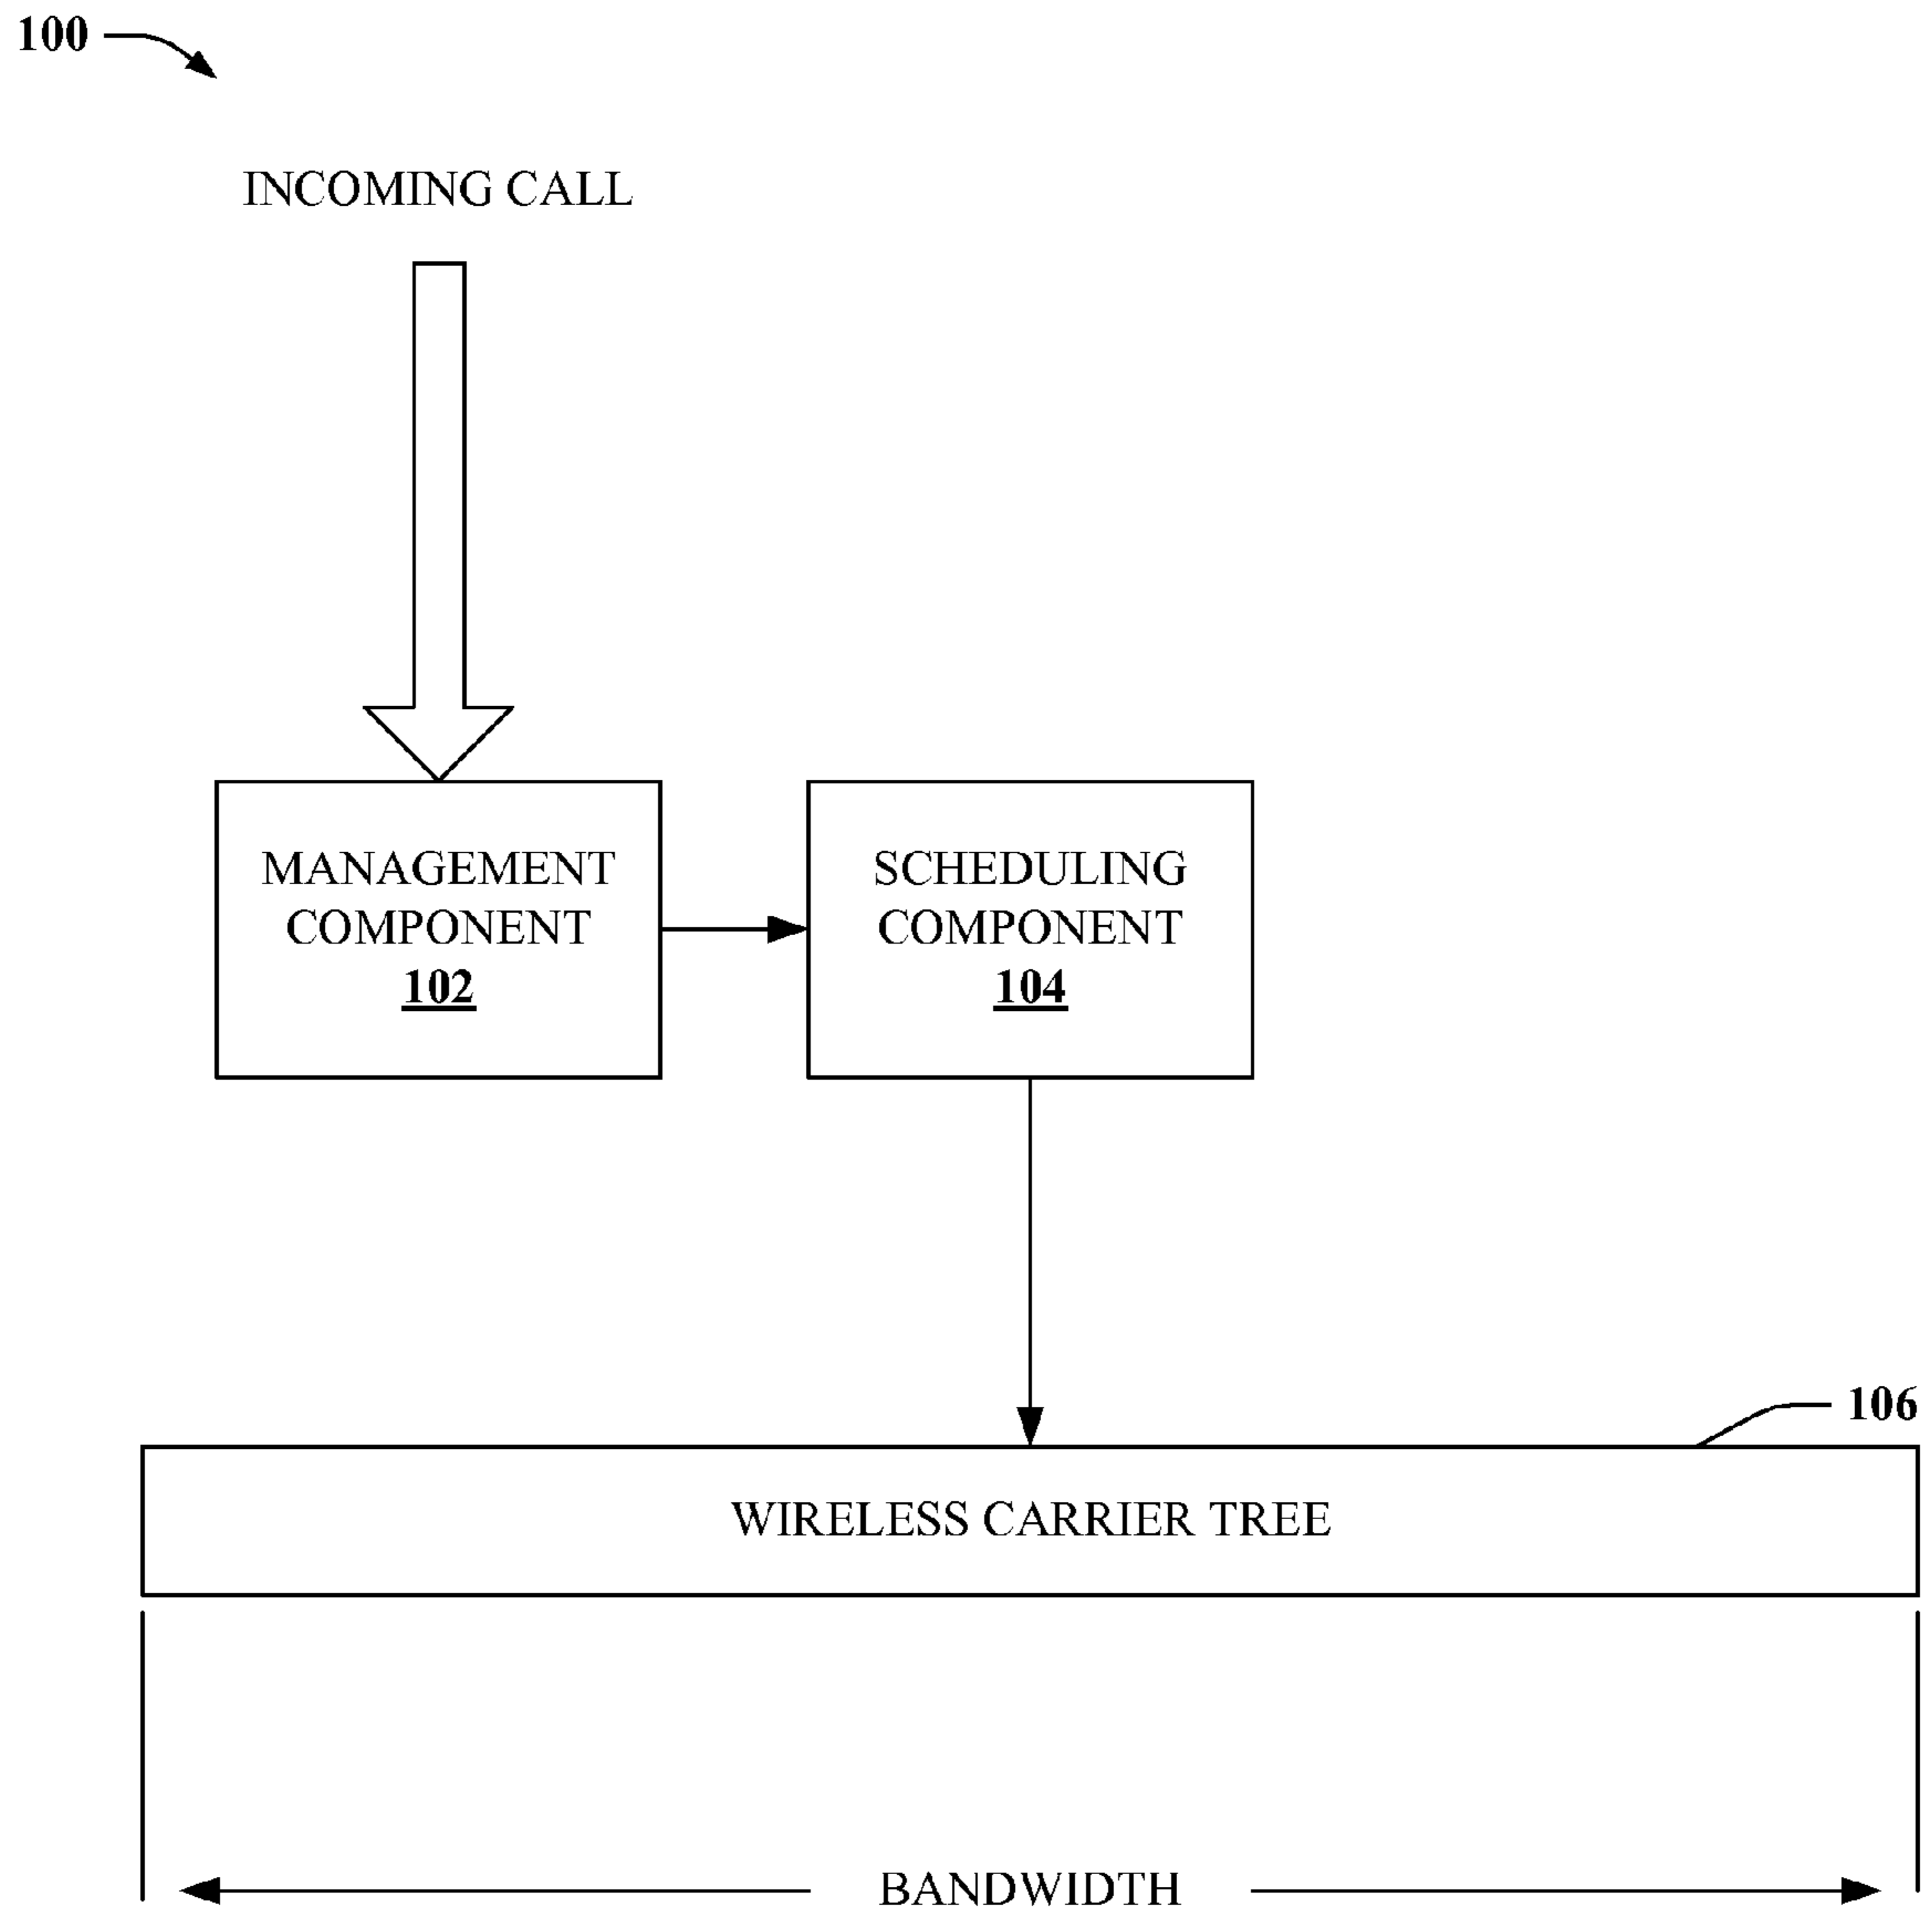 100
INCOMING CALL
MANAGEMENT
COMPONENT
102
SCHEDULING
COMPONENT
104
106
WIRELESS CARRIER TREE
BANDWIDTH